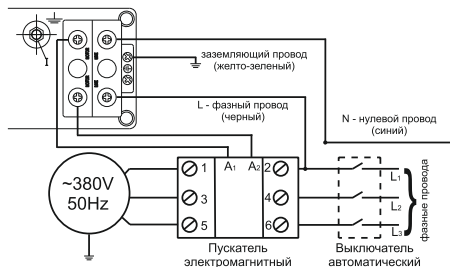 заземляющий провод
(желто-зеленый)
L - фазный провод
(черный)
N - нулевой провод
(синий)
I
~380V
50Hz
1 A1 A2 2
3 4
5 6
L1
L2
L3
фазные провода
Пускатель
электромагнитный
Выключатель
автоматический